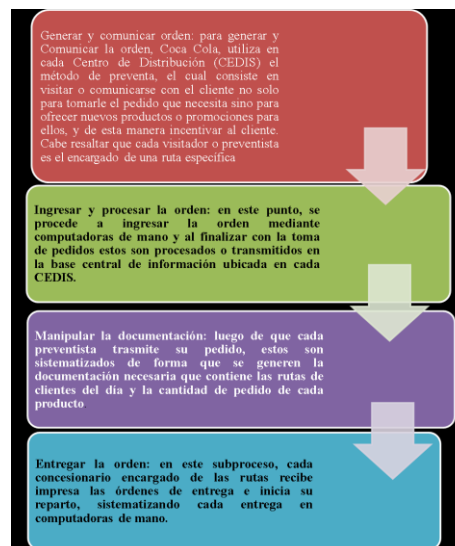 Generar y comunicar orden: para generar y
Comunicar la orden, Coca Cola, utiliza en
cada Centro de Distribución (CEDIS) el
método de preventa, el cual consiste en
visitar o comunicarse con el cliente no solo
para tomarle el pedido que necesita sino para
ofrecer nuevos productos o promociones para
ellos, y de esta manera incentivar al cliente.
Cabe resaltar que cada visitador o preventista
es el encargado de una ruta específica
Ingresar y procesar la orden: en este punto, se
procede a ingresar la orden mediante
computadoras de mano y al finalizar con la toma
de pedidos estos son procesados o transmitidos en
la base central de información ubicada en cada
CEDIS.
Manipular la documentación: luego de que cada
preventista trasmite su pedido, estos son
sistematizados de forma que se generen la
documentación necesaria que contiene las rutas de
clientes del día y la cantidad de pedido de cada
producto.
Entregar la orden: en este subproceso, cada
concesionario encargado de las rutas recibe
impresa las órdenes de entrega e inicia su
reparto, sistematizando cada entrega en
computadoras de mano.